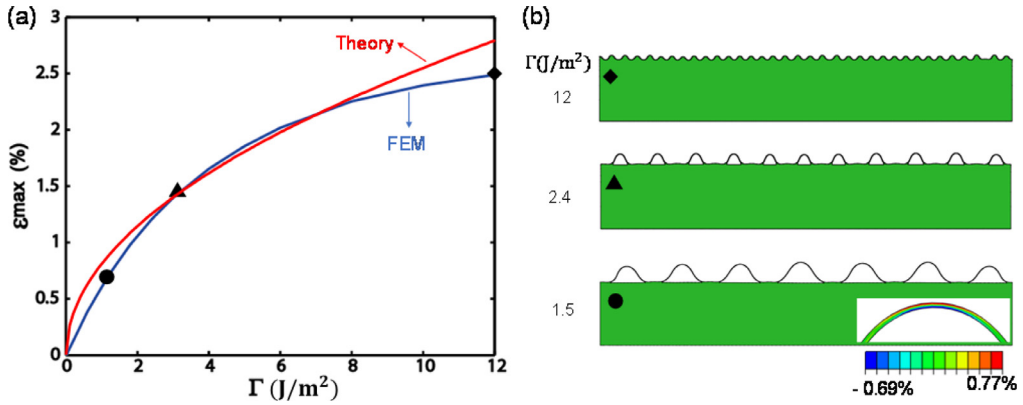 (a)
3
2.5
2
1.5
1
0.5
0
εmax (%)
0 2 4 6 8 10 12
Γ (J/m²)
Theory
FEM
(b)
Γ(J/m²)
12
2.4
1.5
- 0.69% 0.77%